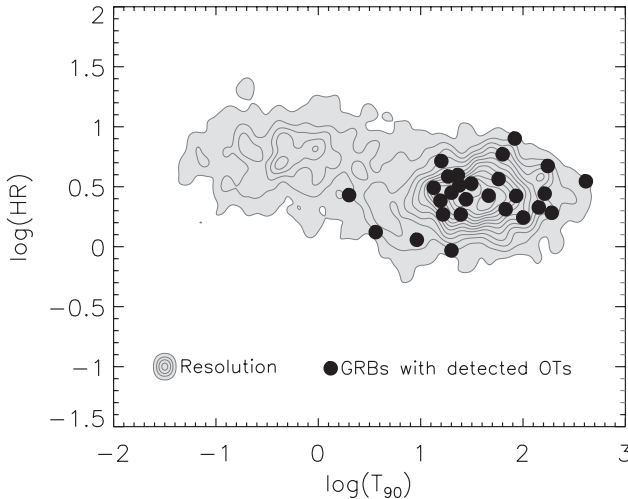 2
1.5
1
0.5
0
−0.5
−1
−1.5
log(HR)
Resolution
GRBs with detected OTs
−2 −1 0 1 2 3
log(T90)